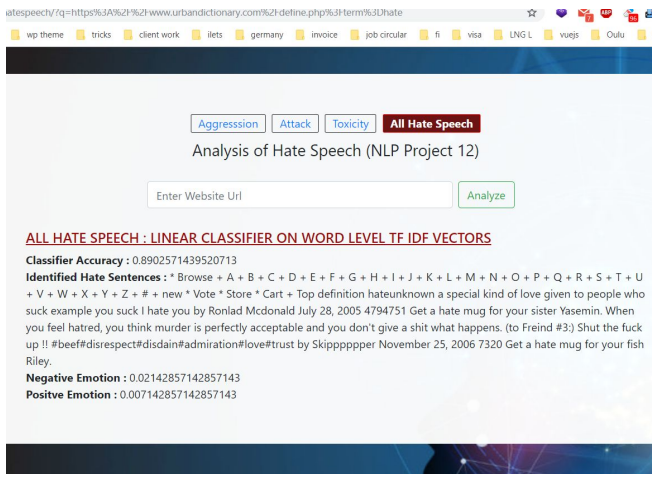 natespeech/?q=https%3A%2F%2Fwww.urbandictionary.com%2Fdefine.php%3Fterm%3Dhate
7 ABP 96
wp theme tricks client work ilets germany invoice job circular fi visa LNG L vuejs Oulu
Aggresssion Attack Toxicity All Hate Speech
Analysis of Hate Speech (NLP Project 12)
Enter Website Url Analyze
ALL HATE SPEECH : LINEAR CLASSIFIER ON WORD LEVEL TF IDF VECTORS
Classifier Accuracy : 0.8902571439520713
Identified Hate Sentences : * Browse + A + B + C + D + E + F + G + H + I + J + K + L + M + N + O + P + Q + R + S + T + U
+ V + W + X + Y + Z + # + new * Vote * Store * Cart + Top definition hateunknown a special kind of love given to people who
suck example you suck I hate you by Ronlad Mcdonald July 28, 2005 4794751 Get a hate mug for your sister Yasemin. When
you feel hatred, you think murder is perfectly acceptable and you don't give a shit what happens. (to Freind #3:) Shut the fuck
up !! #beef#disrespect#disdain#admiration#love#trust by Skipppppper November 25, 2006 7320 Get a hate mug for your fish
Riley.
Negative Emotion : 0.02142857142857143
Positve Emotion : 0.007142857142857143